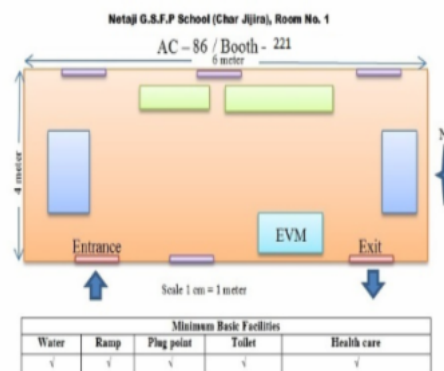 Netaji G.S.F.P School (Char Jijira), Room No. 1
AC – 86 / Booth - 221
6 meter
4 meter
N
EVM
Entrance
Exit
Scale 1 cm = 1 meter
Minimum Basic Facilities
Water Ramp Plug point Toilet Health care
√ √ √ √ √